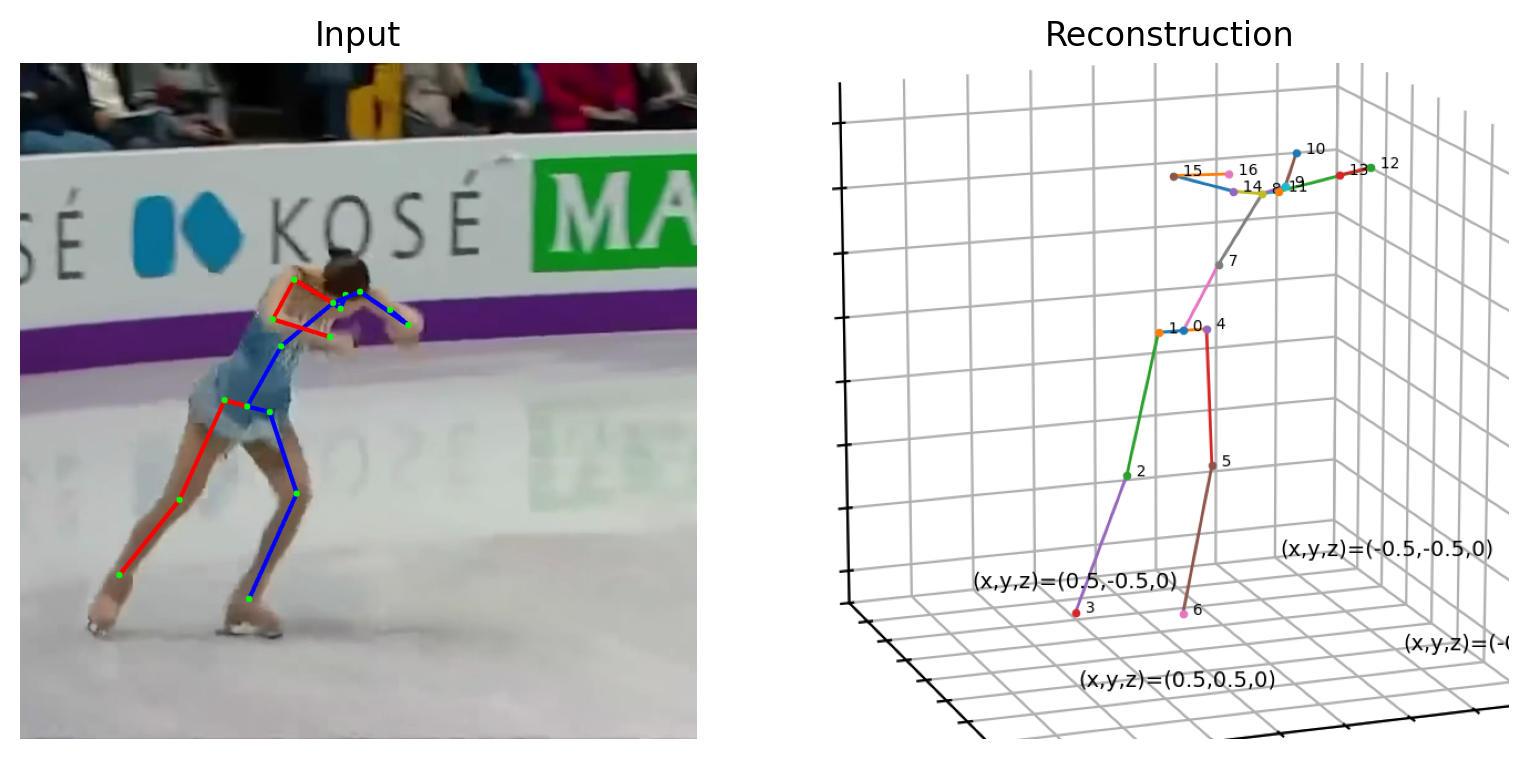 Input
Reconstruction
SÉ KOSÉ MA
10
15
16
14
8
9
11
13
12
7
1
0
4
2
5
3
6
(x,y,z)=(-0.5,-0.5,0)
(x,y,z)=(0.5,-0.5,0)
(x,y,z)=(-0
(x,y,z)=(0.5,0.5,0)